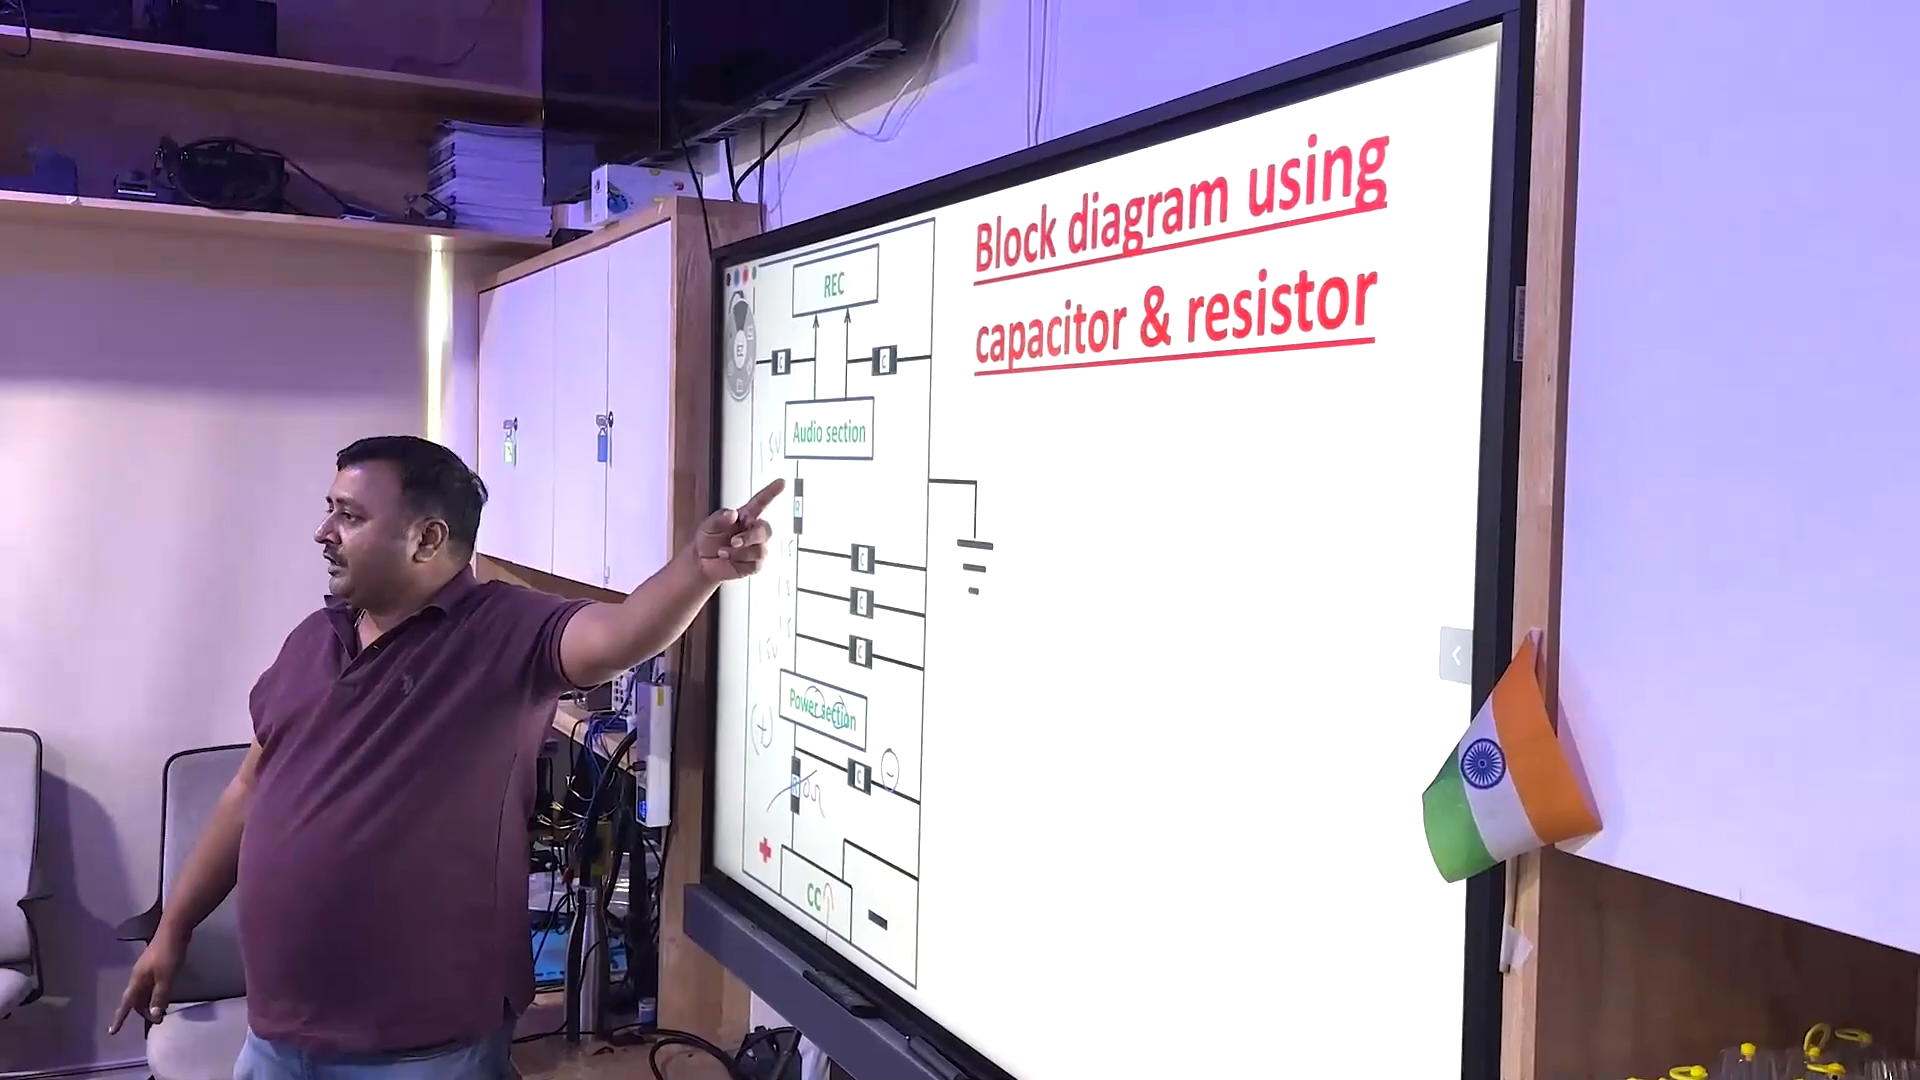 Block diagram using
capacitor & resistor
REC
C
C
Audio section
R
C
C
C
Power section
C
R
CC